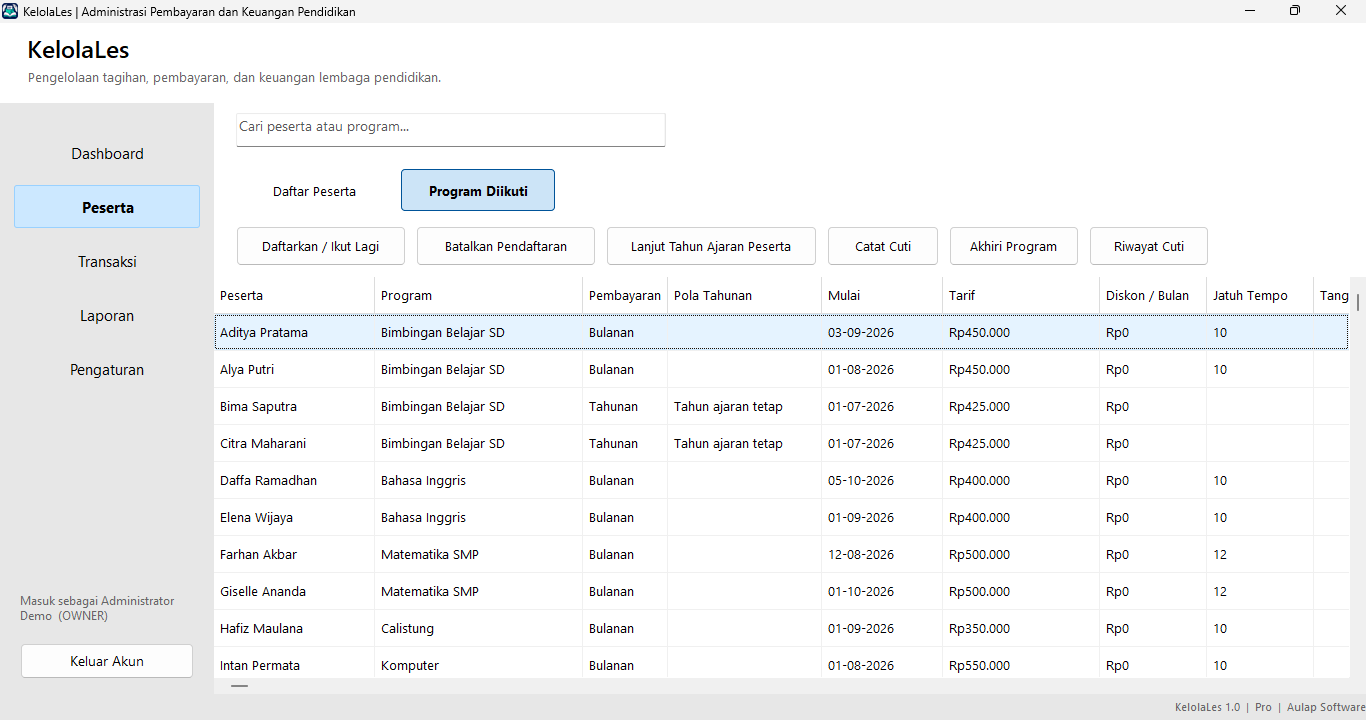 KelolaLes | Administrasi Pembayaran dan Keuangan Pendidikan
KelolaLes
Pengelolaan tagihan, pembayaran, dan keuangan lembaga pendidikan.
Dashboard
Peserta
Transaksi
Laporan
Pengaturan
Masuk sebagai Administrator
Demo (OWNER)
Keluar Akun
Cari peserta atau program...
Daftar Peserta Program Diikuti
Daftarkan / Ikut Lagi Batalkan Pendaftaran Lanjut Tahun Ajaran Peserta Catat Cuti Akhiri Program Riwayat Cuti
Peserta Program Pembayaran Pola Tahunan Mulai Tarif Diskon / Bulan Jatuh Tempo Tang
Aditya Pratama Bimbingan Belajar SD Bulanan 03-09-2026 Rp450.000 Rp0 10
Alya Putri Bimbingan Belajar SD Bulanan 01-08-2026 Rp450.000 Rp0 10
Bima Saputra Bimbingan Belajar SD Tahunan Tahun ajaran tetap 01-07-2026 Rp425.000 Rp0
Citra Maharani Bimbingan Belajar SD Tahunan Tahun ajaran tetap 01-07-2026 Rp425.000 Rp0
Daffa Ramadhan Bahasa Inggris Bulanan 05-10-2026 Rp400.000 Rp0 10
Elena Wijaya Bahasa Inggris Bulanan 01-09-2026 Rp400.000 Rp0 10
Farhan Akbar Matematika SMP Bulanan 12-08-2026 Rp500.000 Rp0 12
Giselle Ananda Matematika SMP Bulanan 01-10-2026 Rp500.000 Rp0 12
Hafiz Maulana Calistung Bulanan 01-09-2026 Rp350.000 Rp0 10
Intan Permata Komputer Bulanan 01-08-2026 Rp550.000 Rp0 10
KelolaLes 1.0 | Pro | Aulap Software